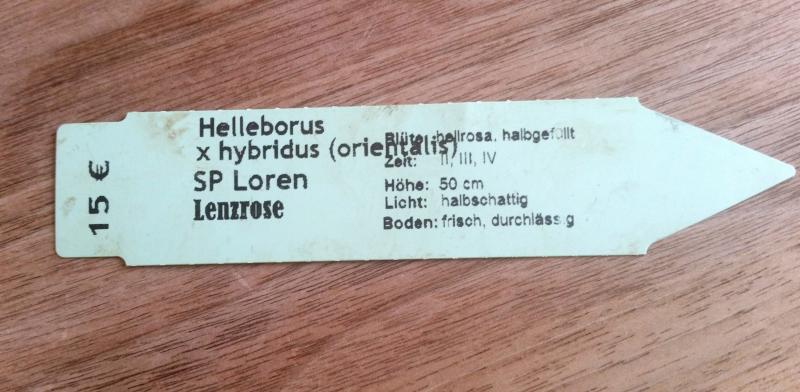 15 €
Helleborus
x hybridus (orientalis)
SP Loren
Lenzrose
Blüte: hellrosa, halbgefüllt
Zeit: II, III, IV
Höhe: 50 cm
Licht: halbschattig
Boden: frisch, durchlässig